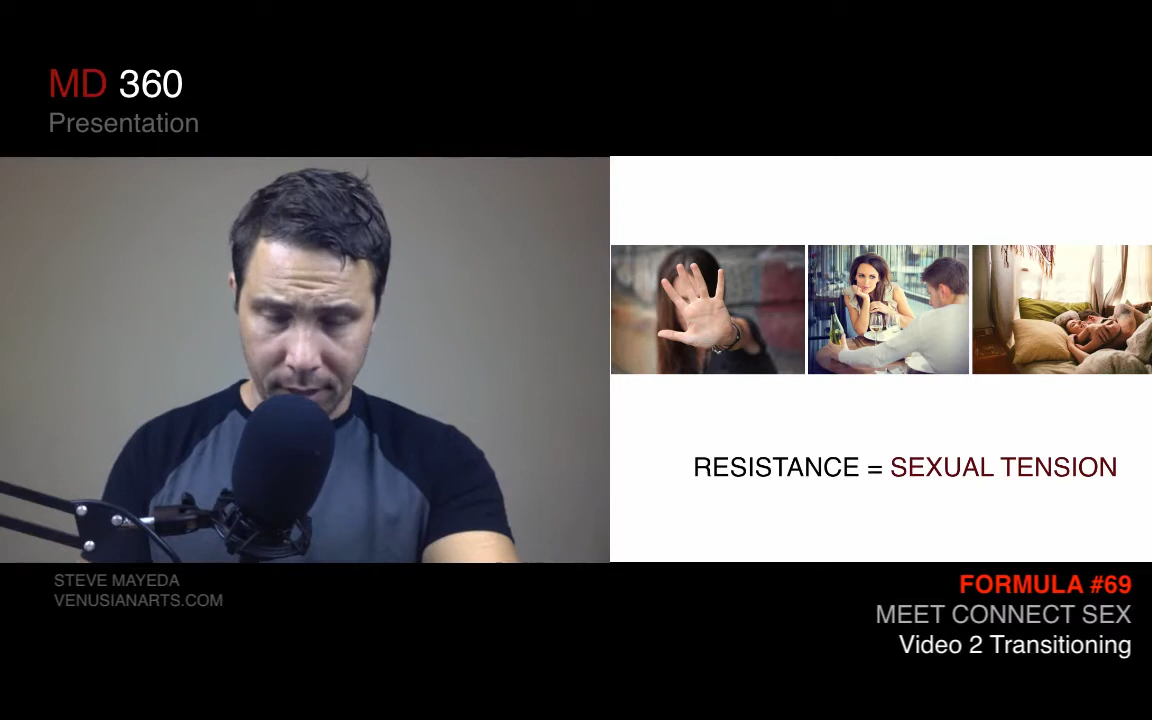 MD 360
Presentation
RESISTANCE = SEXUAL TENSION
STEVE MAYEDA
VENUSIANARTS.COM
FORMULA #69
MEET CONNECT SEX
Video 2 Transitioning